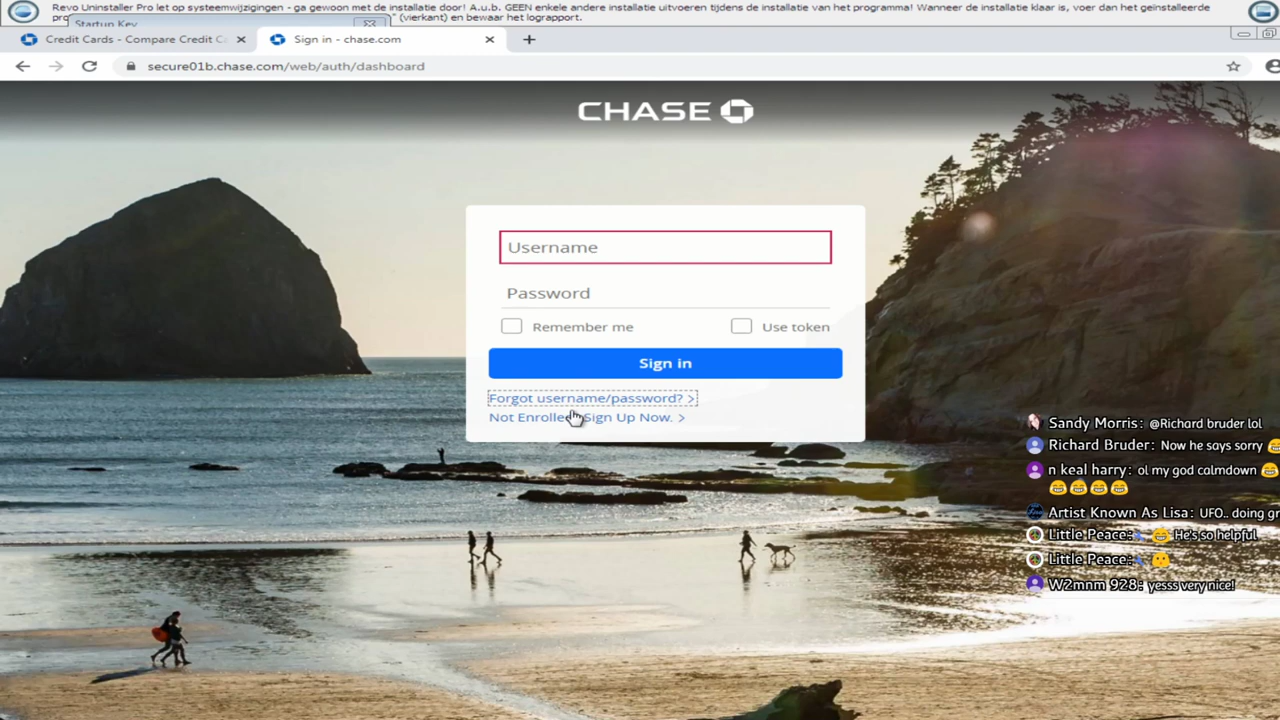 Revo Uninstaller Pro let op systeemwijzigingen - ga gewoon met de installatie door! A.u.b. GEEN enkele andere installatie uitvoeren tijdens de installatie van het programma! Wanneer de installatie klaar is, voer dan het geïnstalleerde
pro
" (vierkant) en bewaar het lograpport.
Startup Key
Credit Cards - Compare Credit C
Sign in - chase.com
secure01b.chase.com/web/auth/dashboard
CHASE
Username
Password
Remember me Use token
Sign in
Forgot username/password? >
Not Enrolle Sign Up Now. >
Sandy Morris: @Richard bruder lol
Richard Bruder: Now he says sorry 😂
n keal harry: ol my god calmdown 😂
😂😂😂😂
Artist Known As Lisa: UFO.. doing gr
Little Peace: 😂 He's so helpful
Little Peace:
W2mnm 928: yesss very nice!